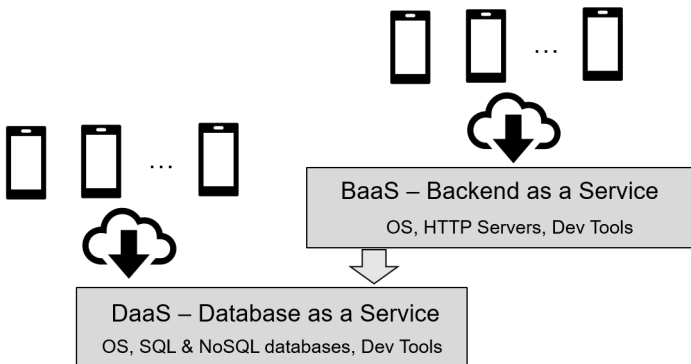 ...
...
BaaS – Backend as a Service
OS, HTTP Servers, Dev Tools
DaaS – Database as a Service
OS, SQL & NoSQL databases, Dev Tools